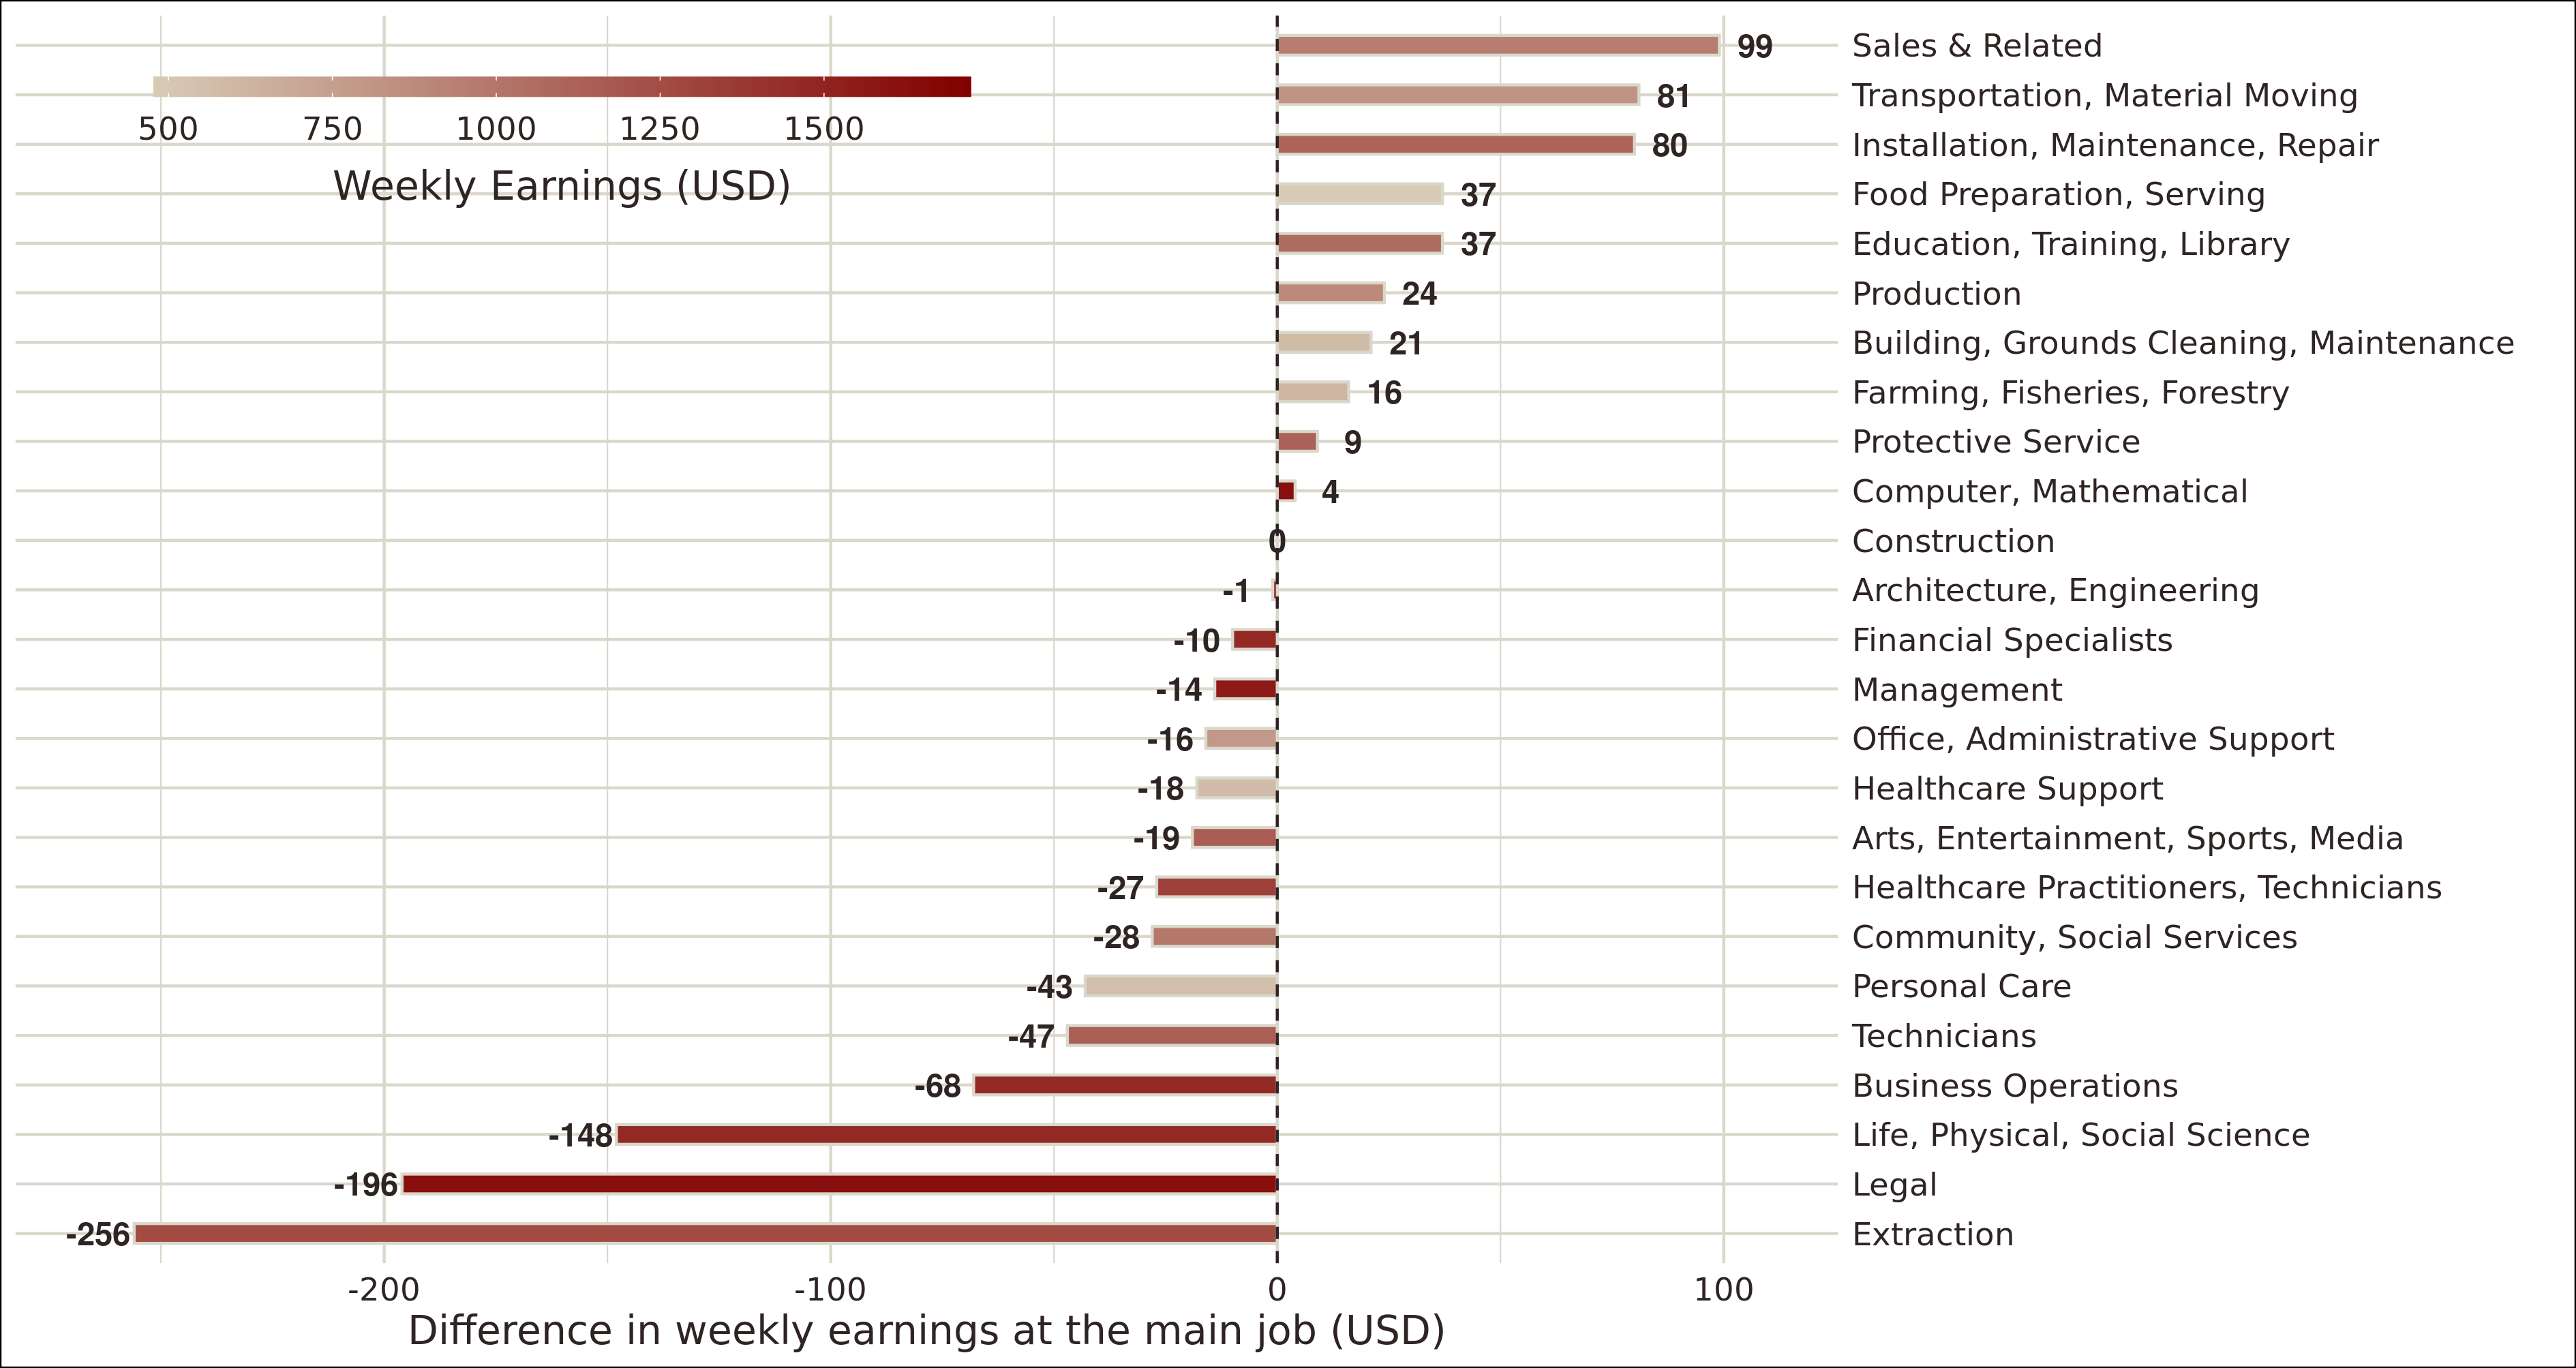 99 Sales & Related
500 750 1000 1250 1500
Weekly Earnings (USD)
81 Transportation, Material Moving
80 Installation, Maintenance, Repair
37 Food Preparation, Serving
37 Education, Training, Library
24 Production
21 Building, Grounds Cleaning, Maintenance
16 Farming, Fisheries, Forestry
9 Protective Service
4 Computer, Mathematical
0 Construction
-1 Architecture, Engineering
-10 Financial Specialists
-14 Management
-16 Office, Administrative Support
-18 Healthcare Support
-19 Arts, Entertainment, Sports, Media
-27 Healthcare Practitioners, Technicians
-28 Community, Social Services
-43 Personal Care
-47 Technicians
-68 Business Operations
-148 Life, Physical, Social Science
-196 Legal
-256 Extraction
-200 -100 0 100
Difference in weekly earnings at the main job (USD)